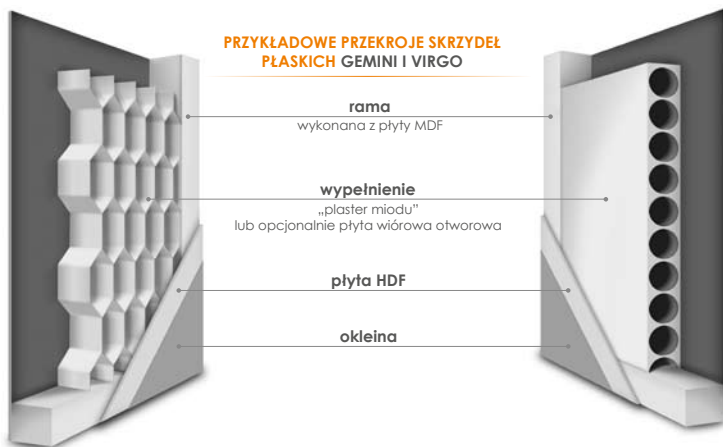 PRZYKŁADOWE PRZEKROJE SKRZYDEŁ
PŁASKICH GEMINI I VIRGO
rama
wykonana z płyty MDF
wypełnienie
„plaster miodu”
lub opcjonalnie płyta wiórowa otworowa
płyta HDF
okleina